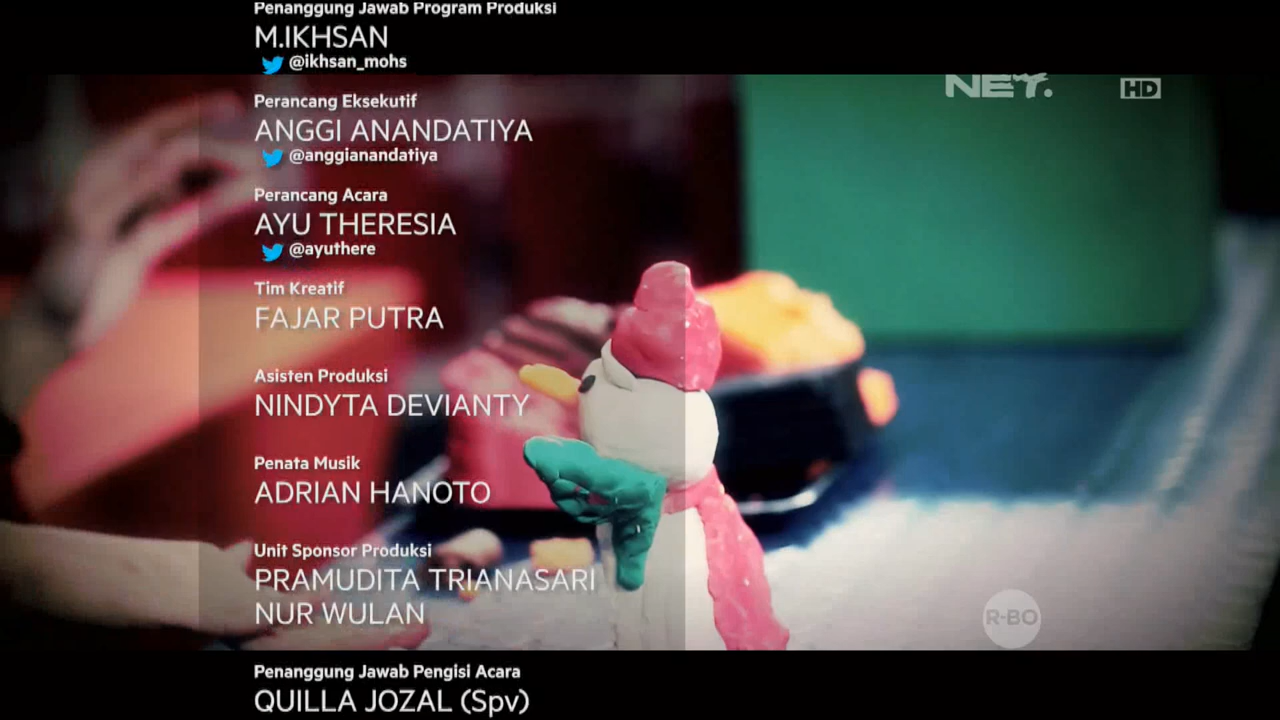 Penanggung Jawab Program Produksi
M.IKHSAN
@ikhsan_mohs
NET.
HD
Perancang Eksekutif
ANGGI ANANDATIYA
@anggianandatiya
Perancang Acara
AYU THERESIA
@ayuthere
Tim Kreatif
FAJAR PUTRA
Asisten Produksi
NINDYTA DEVIANTY
Penata Musik
ADRIAN HANOTO
Unit Sponsor Produksi
PRAMUDITA TRIANASARI
NUR WULAN
R-BO
Penanggung Jawab Pengisi Acara
QUILLA JOZAL (Spv)